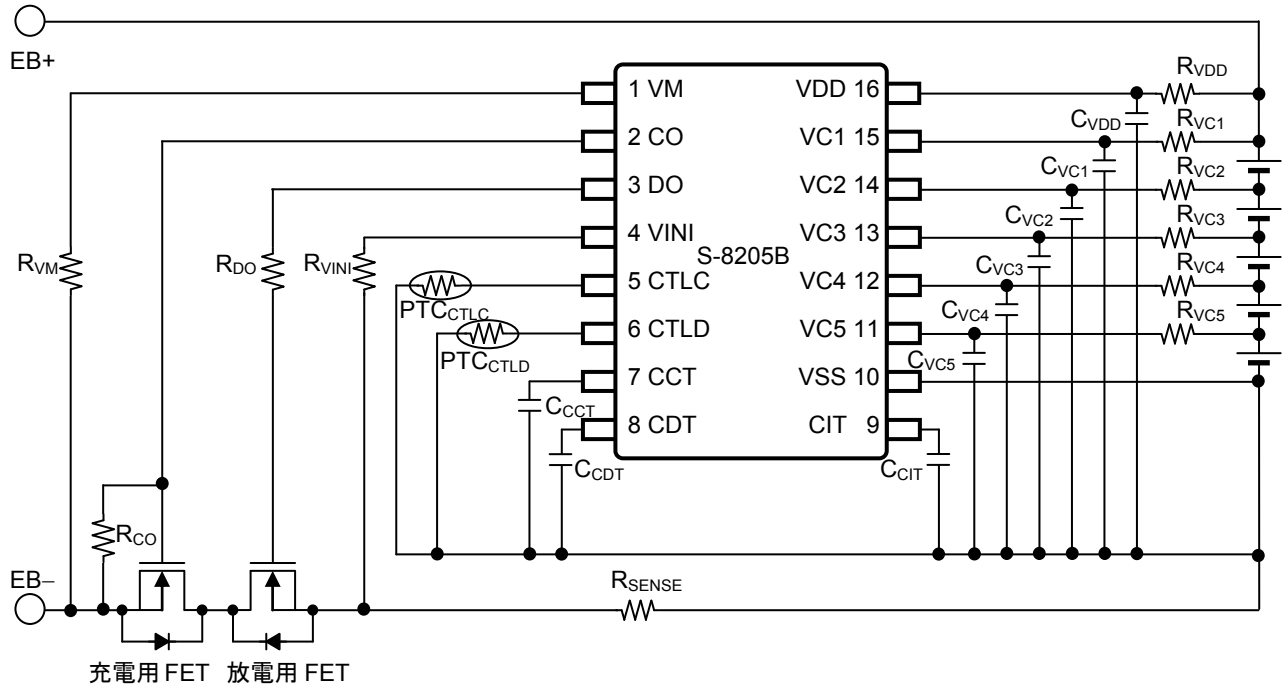 EB+
1 VM
2 CO
3 DO
4 VINI
5 CTLC
6 CTLD
7 CCT
8 CDT
S-8205B
VDD 16
VC1 15
VC2 14
VC3 13
VC4 12
VC5 11
VSS 10
CIT 9
RVDD
RVC1
RVC2
RVC3
RVC4
RVC5
CVDD
CVC1
CVC2
CVC3
CVC4
CVC5
RVM
RDO
RVINI
PTCCTLC
PTCCTLD
CCCT
CCDT
CCIT
RCO
RSENSE
EB−
充電用 FET 放電用 FET